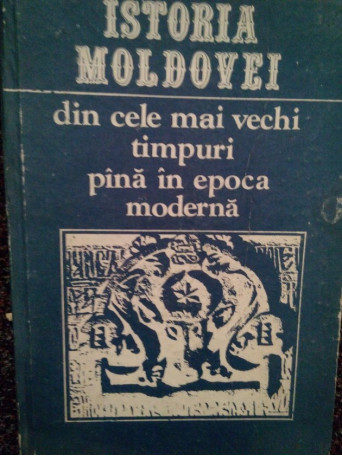 ISTORIA
MOLDOVEI
din cele mai vechi
timpuri
pînă în epoca
modernă